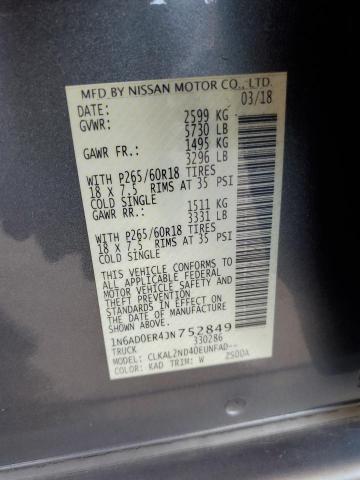 MFD BY NISSAN MOTOR CO., LTD.
DATE: 03/18
GVWR: 2599 KG
5730 LB
GAWR FR.: 1495 KG
3296 LB
WITH P265/60R18 TIRES
18 X 7.5 RIMS AT 35 PSI
COLD SINGLE
GAWR RR.: 1511 KG
3331 LB
WITH P265/60R18 TIRES
18 X 7.5 RIMS AT 35 PSI
COLD SINGLE
THIS VEHICLE CONFORMS TO
ALL APPLICABLE FEDERAL
MOTOR VEHICLE SAFETY AND
THEFT PREVENTION
STANDARDS IN EFFECT ON
THE DATE OF MANUFACTURE
SHOWN ABOVE.
1N6AD0ER4JN752849
TRUCK 330286
MODEL: CLKAL2ND40EUNFAD--
COLOR: KAD TRIM: W 2500A